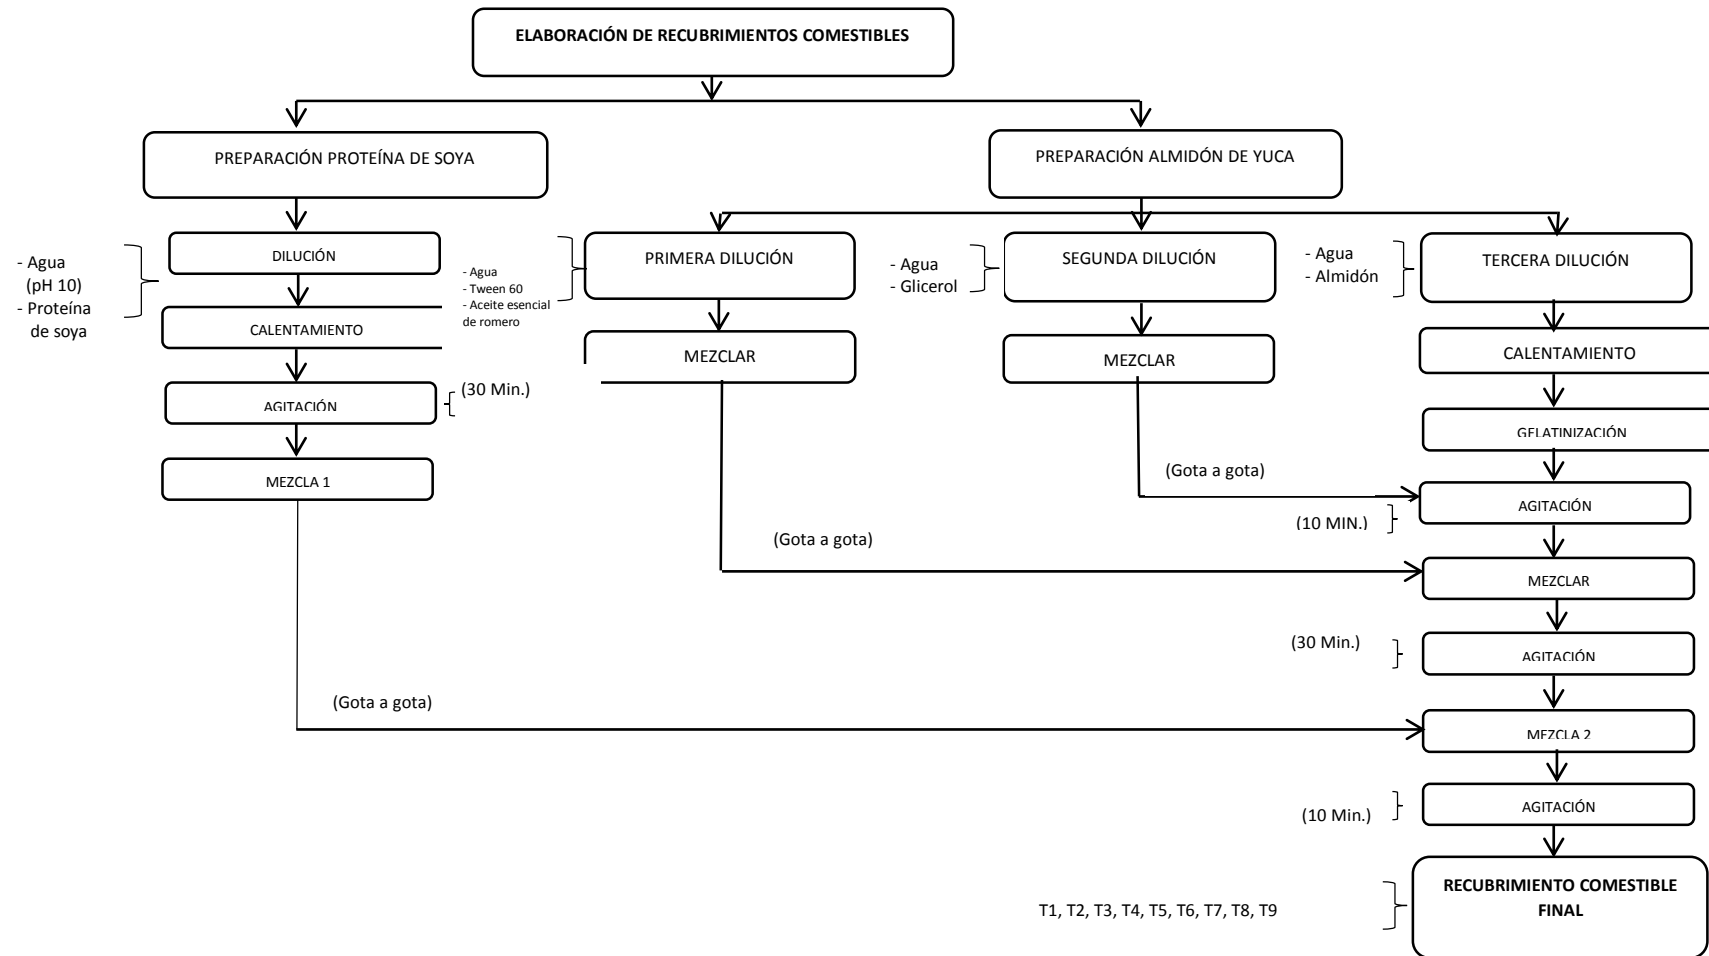 ELABORACIÓN DE RECUBRIMIENTOS COMESTIBLES
PREPARACIÓN PROTEÍNA DE SOYA
PREPARACIÓN ALMIDÓN DE YUCA
- Agua
(pH 10)
- Proteína
de soya
DILUCIÓN
CALENTAMIENTO
AGITACIÓN
(30 Min.)
MEZCLA 1
(Gota a gota)
- Agua
- Tween 60
- Aceite esencial
de romero
PRIMERA DILUCIÓN
MEZCLAR
(Gota a gota)
- Agua
- Glicerol
SEGUNDA DILUCIÓN
MEZCLAR
(Gota a gota)
- Agua
- Almidón
TERCERA DILUCIÓN
CALENTAMIENTO
GELATINIZACIÓN
AGITACIÓN
(10 MIN.)
MEZCLAR
(30 Min.)
AGITACIÓN
MEZCLA 2
(10 Min.)
AGITACIÓN
RECUBRIMIENTO COMESTIBLE
FINAL
T1, T2, T3, T4, T5, T6, T7, T8, T9